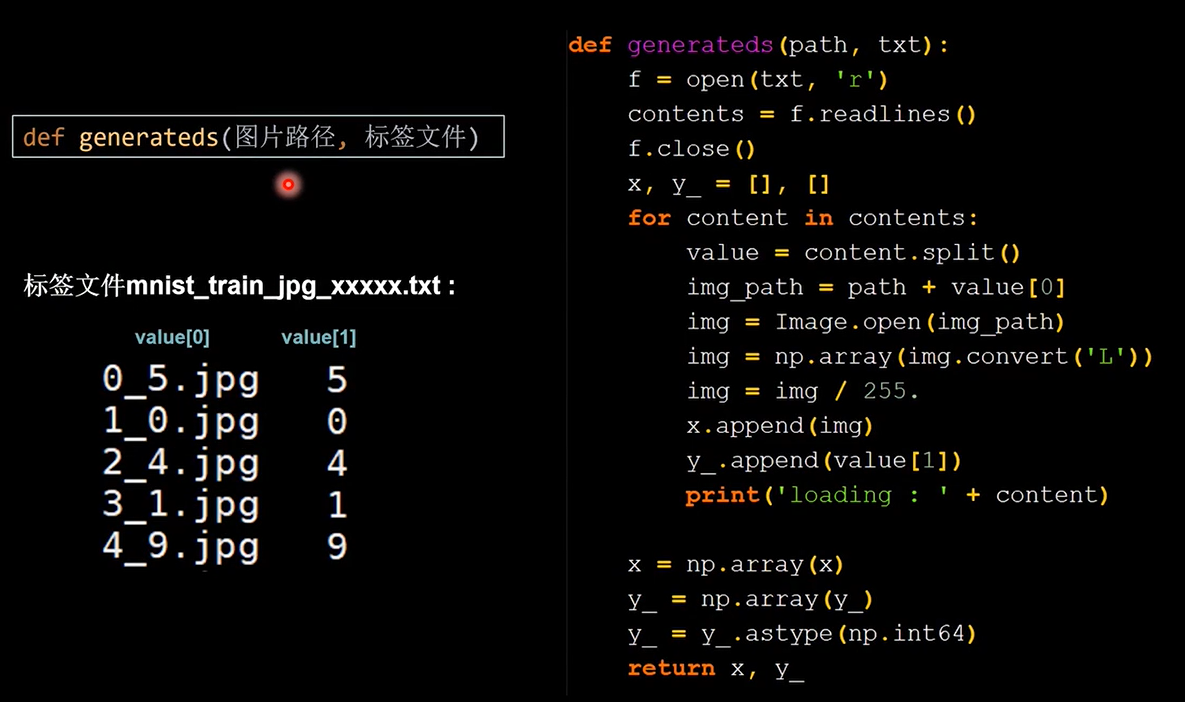 def generateds(图片路径, 标签文件)
标签文件mnist_train_jpg_xxxxx.txt :
value[0] value[1]
0_5.jpg 5
1_0.jpg 0
2_4.jpg 4
3_1.jpg 1
4_9.jpg 9
def generateds(path, txt):
    f = open(txt, 'r')
    contents = f.readlines()
    f.close()
    x, y_ = [], []
    for content in contents:
        value = content.split()
        img_path = path + value[0]
        img = Image.open(img_path)
        img = np.array(img.convert('L'))
        img = img / 255.
        x.append(img)
        y_.append(value[1])
        print('loading : ' + content)
    x = np.array(x)
    y_ = np.array(y_)
    y_ = y_.astype(np.int64)
    return x, y_